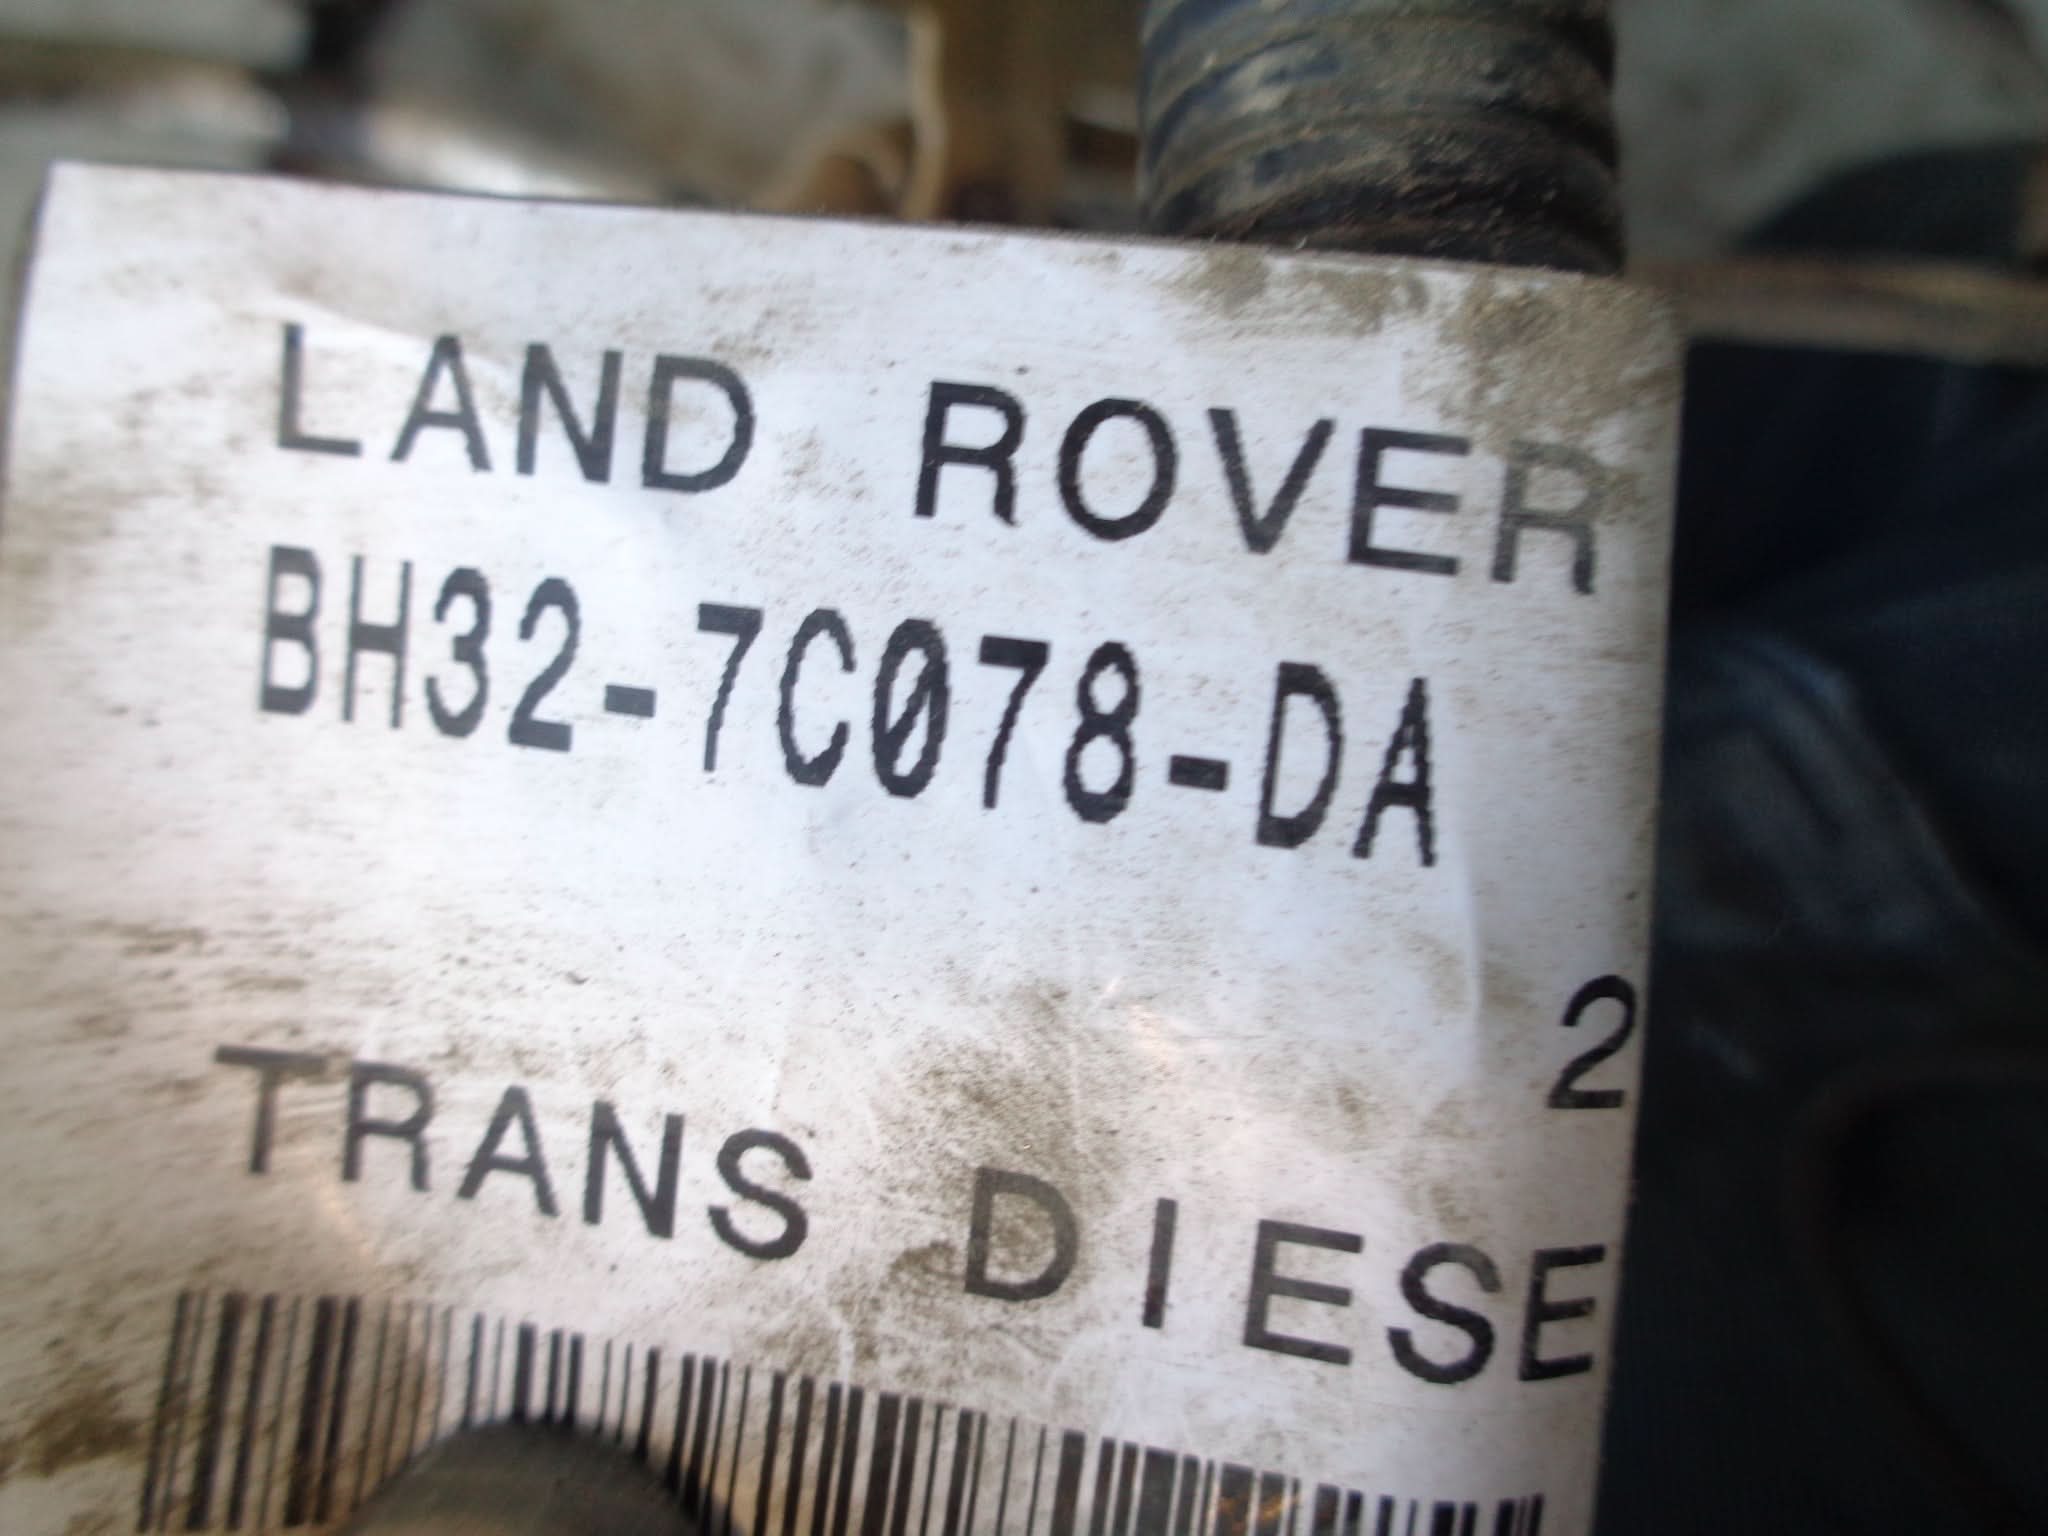 LAND ROVER
BH32-7C078-DA
2
TRANS DIESE